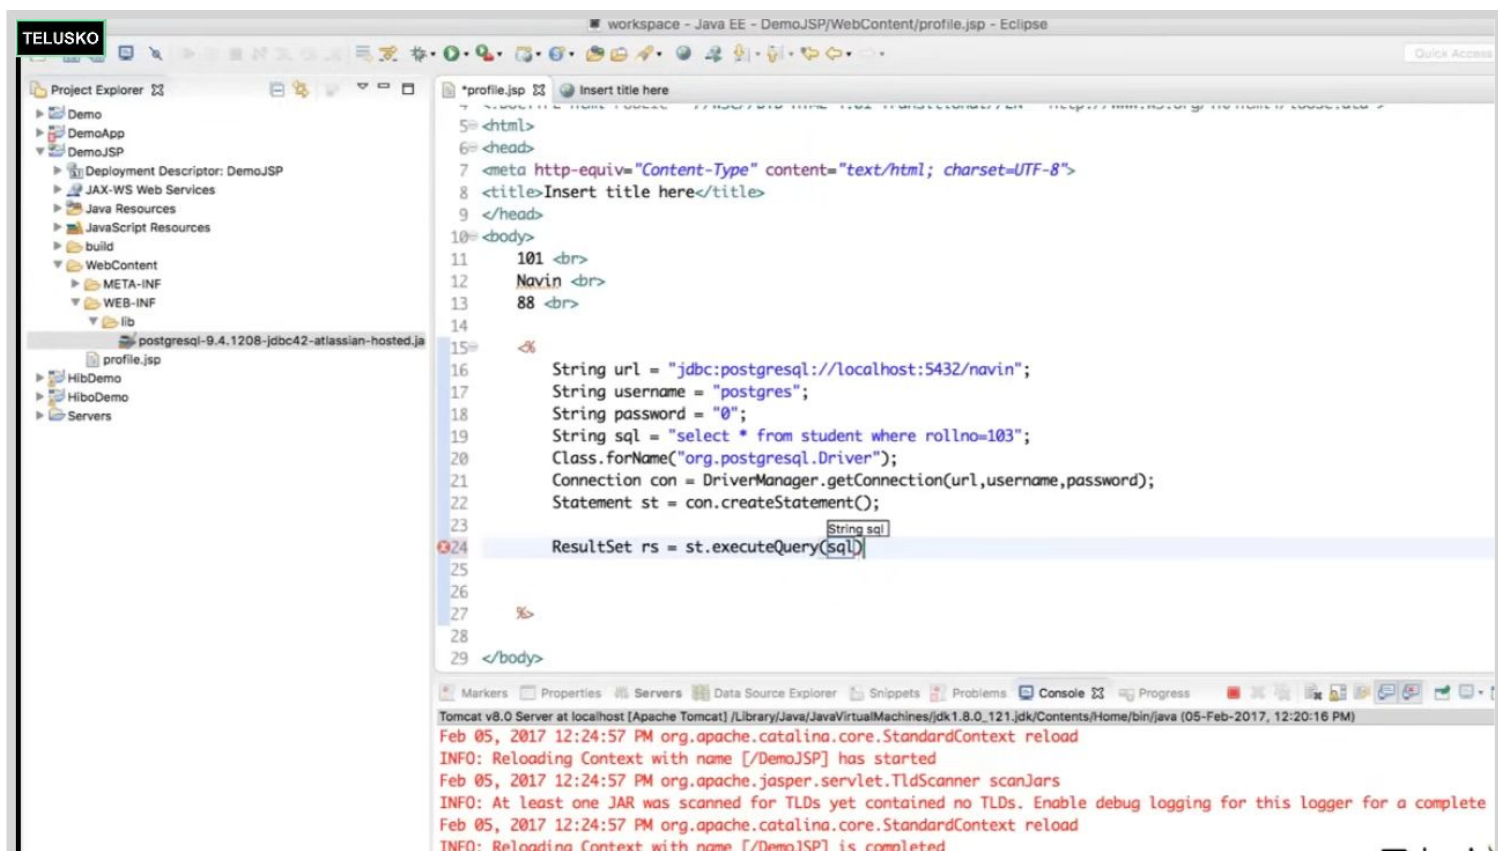 workspace - Java EE - DemoJSP/WebContent/profile.jsp - Eclipse
TELUSKO
Quick Access
Project Explorer
*profile.jsp
Insert title here
Demo
DemoApp
DemoJSP
Deployment Descriptor: DemoJSP
JAX-WS Web Services
Java Resources
JavaScript Resources
build
WebContent
META-INF
WEB-INF
lib
postgresql-9.4.1208-jdbc42-atlassian-hosted.ja
profile.jsp
HibDemo
HiboDemo
Servers
5 <html>
6 <head>
7 <meta http-equiv="Content-Type" content="text/html; charset=UTF-8">
8 <title>Insert title here</title>
9 </head>
10 <body>
11 101 <br>
12 Navin <br>
13 88 <br>
14
15 <%
16 String url = "jdbc:postgresql://localhost:5432/navin";
17 String username = "postgres";
18 String password = "0";
19 String sql = "select * from student where rollno=103";
20 Class.forName("org.postgresql.Driver");
21 Connection con = DriverManager.getConnection(url,username,password);
22 Statement st = con.createStatement();
23
String sql
24 ResultSet rs = st.executeQuery(sql)
25
26
27 %>
28
29 </body>
Markers Properties Servers Data Source Explorer Snippets Problems Console Progress
Tomcat v8.0 Server at localhost [Apache Tomcat] /Library/Java/JavaVirtualMachines/jdk1.8.0_121.jdk/Contents/Home/bin/java (05-Feb-2017, 12:20:16 PM)
Feb 05, 2017 12:24:57 PM org.apache.catalina.core.StandardContext reload
INFO: Reloading Context with name [/DemoJSP] has started
Feb 05, 2017 12:24:57 PM org.apache.jasper.servlet.TldScanner scanJars
INFO: At least one JAR was scanned for TLDs yet contained no TLDs. Enable debug logging for this logger for a complete
Feb 05, 2017 12:24:57 PM org.apache.catalina.core.StandardContext reload
INFO: Reloading Context with name [/DemoJSP] is completed